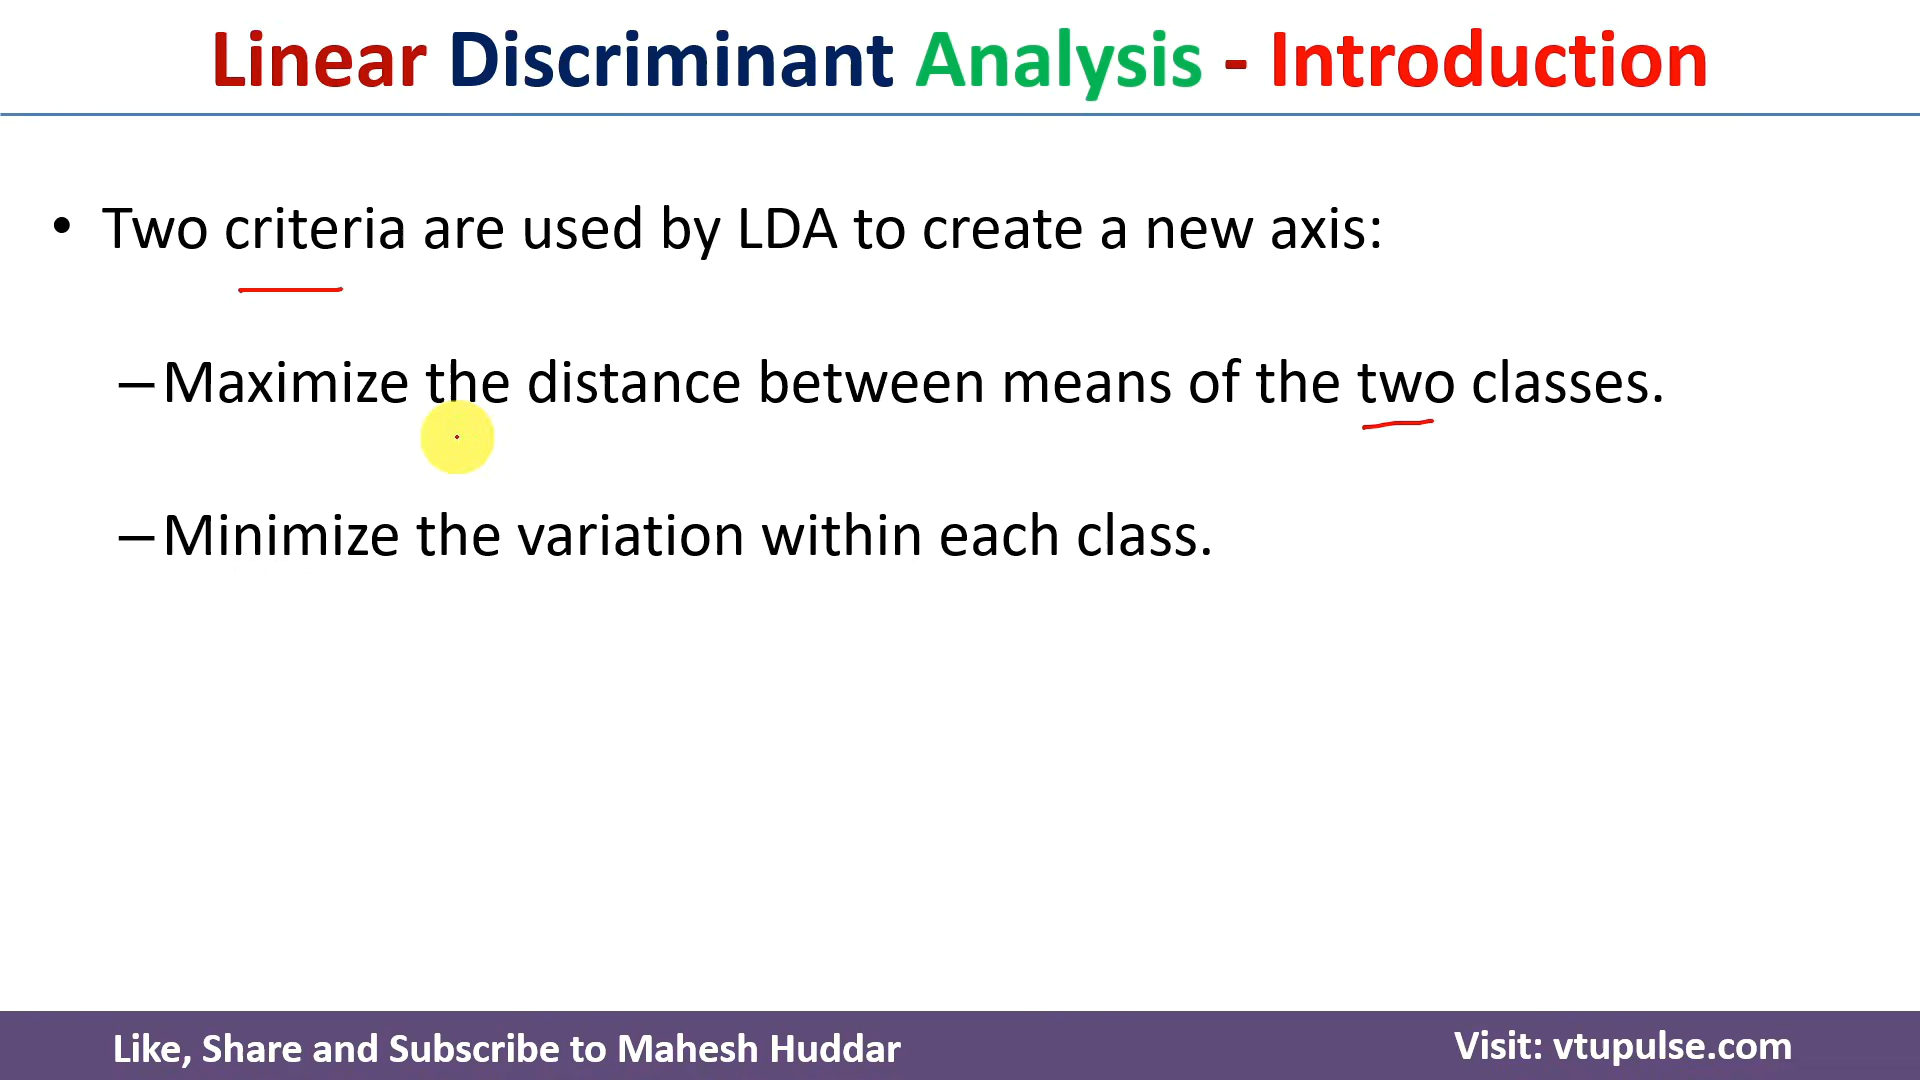 Linear Discriminant Analysis - Introduction
• Two criteria are used by LDA to create a new axis:
– Maximize the distance between means of the two classes.
– Minimize the variation within each class.
Like, Share and Subscribe to Mahesh Huddar
Visit: vtupulse.com